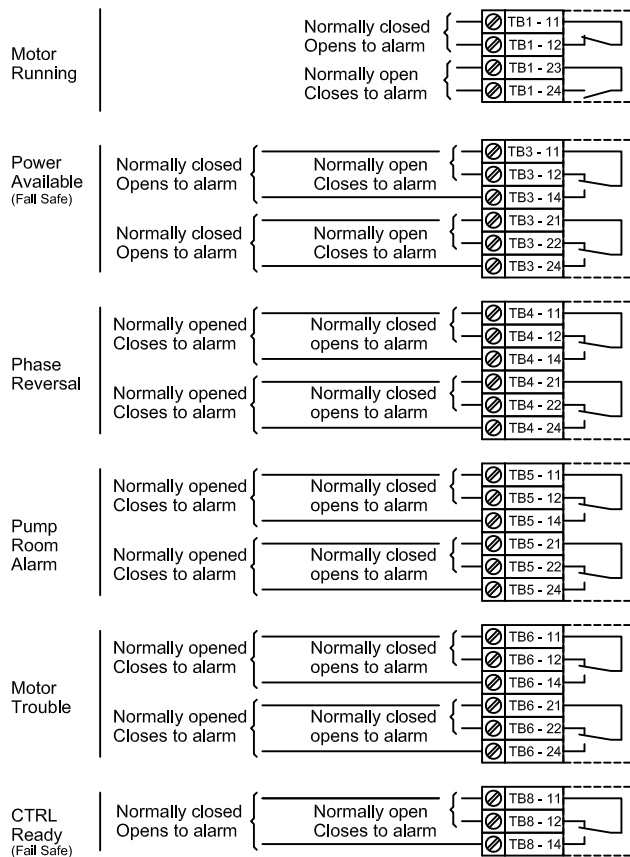 Motor
Running
Normally closed
Opens to alarm
Normally open
Closes to alarm
TB1 - 11
TB1 - 12
TB1 - 23
TB1 - 24
Power
Available
(Fail Safe)
Normally closed
Opens to alarm
Normally open
Closes to alarm
Normally closed
Opens to alarm
Normally open
Closes to alarm
TB3 - 11
TB3 - 12
TB3 - 14
TB3 - 21
TB3 - 22
TB3 - 24
Phase
Reversal
Normally opened
Closes to alarm
Normally closed
opens to alarm
Normally opened
Closes to alarm
Normally closed
opens to alarm
TB4 - 11
TB4 - 12
TB4 - 14
TB4 - 21
TB4 - 22
TB4 - 24
Pump
Room
Alarm
Normally opened
Closes to alarm
Normally closed
opens to alarm
Normally opened
Closes to alarm
Normally closed
opens to alarm
TB5 - 11
TB5 - 12
TB5 - 14
TB5 - 21
TB5 - 22
TB5 - 24
Motor
Trouble
Normally opened
Closes to alarm
Normally closed
opens to alarm
Normally opened
Closes to alarm
Normally closed
opens to alarm
TB6 - 11
TB6 - 12
TB6 - 14
TB6 - 21
TB6 - 22
TB6 - 24
CTRL
Ready
(Fail Safe)
Normally closed
Opens to alarm
Normally open
Closes to alarm
TB8 - 11
TB8 - 12
TB8 - 14